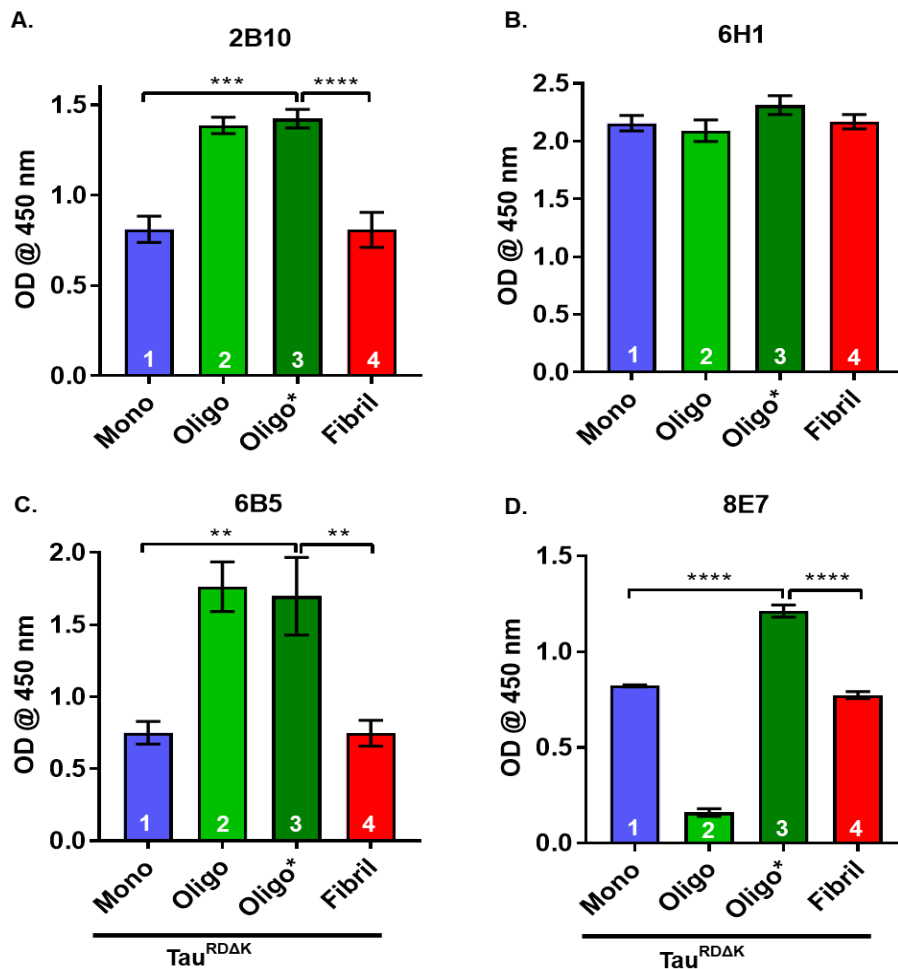 A.
2B10
*** ****
OD @ 450 nm
1.5
1.0
0.5
0.0
1 2 3 4
Mono Oligo Oligo* Fibril
B.
6H1
OD @ 450 nm
2.5
2.0
1.5
1.0
0.5
0.0
1 2 3 4
Mono Oligo Oligo* Fibril
C.
6B5
** **
OD @ 450 nm
2.0
1.5
1.0
0.5
0.0
1 2 3 4
Mono Oligo Oligo* Fibril
Tau^RDΔK
D.
8E7
**** ****
OD @ 450 nm
1.5
1.0
0.5
0.0
1 2 3 4
Mono Oligo Oligo* Fibril
Tau^RDΔK